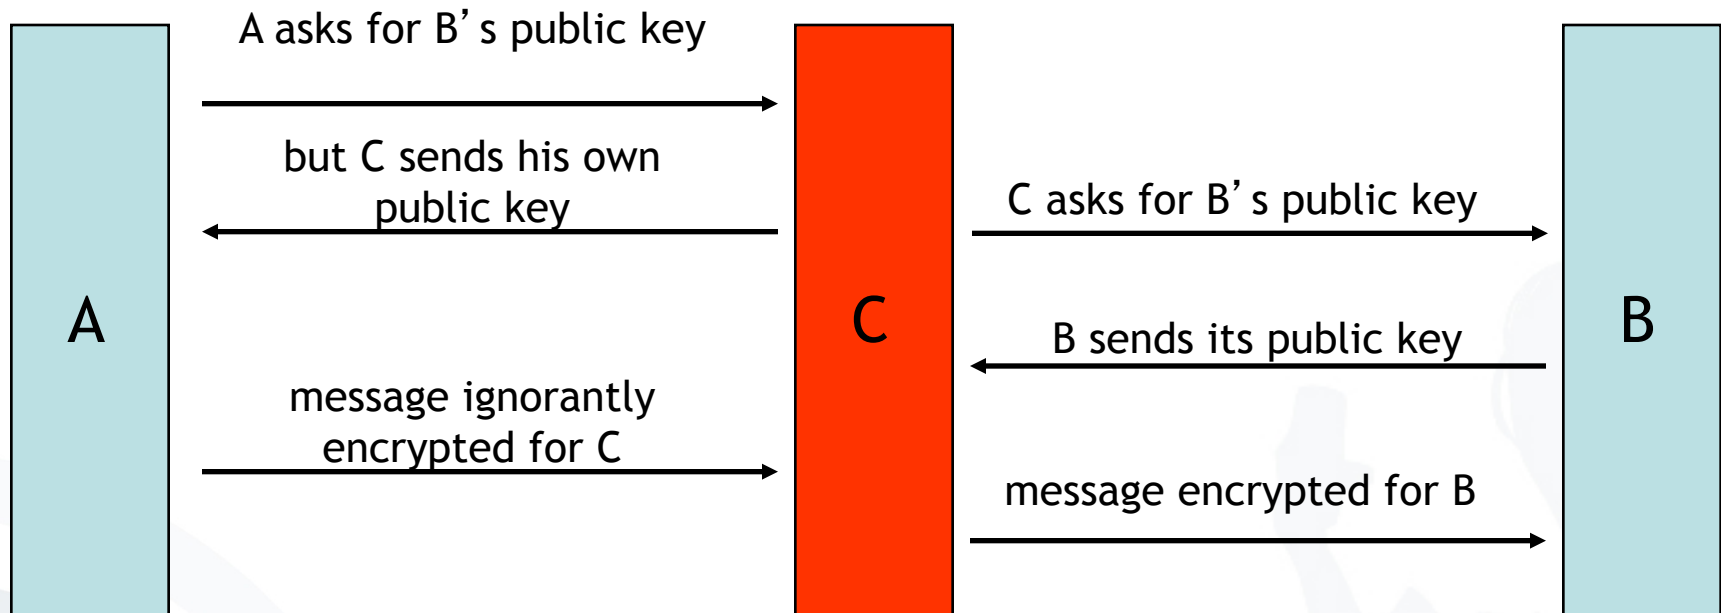 A asks for B's public key
but C sends his own
public key
C asks for B's public key
A
C
B
B sends its public key
message ignorantly
encrypted for C
message encrypted for B